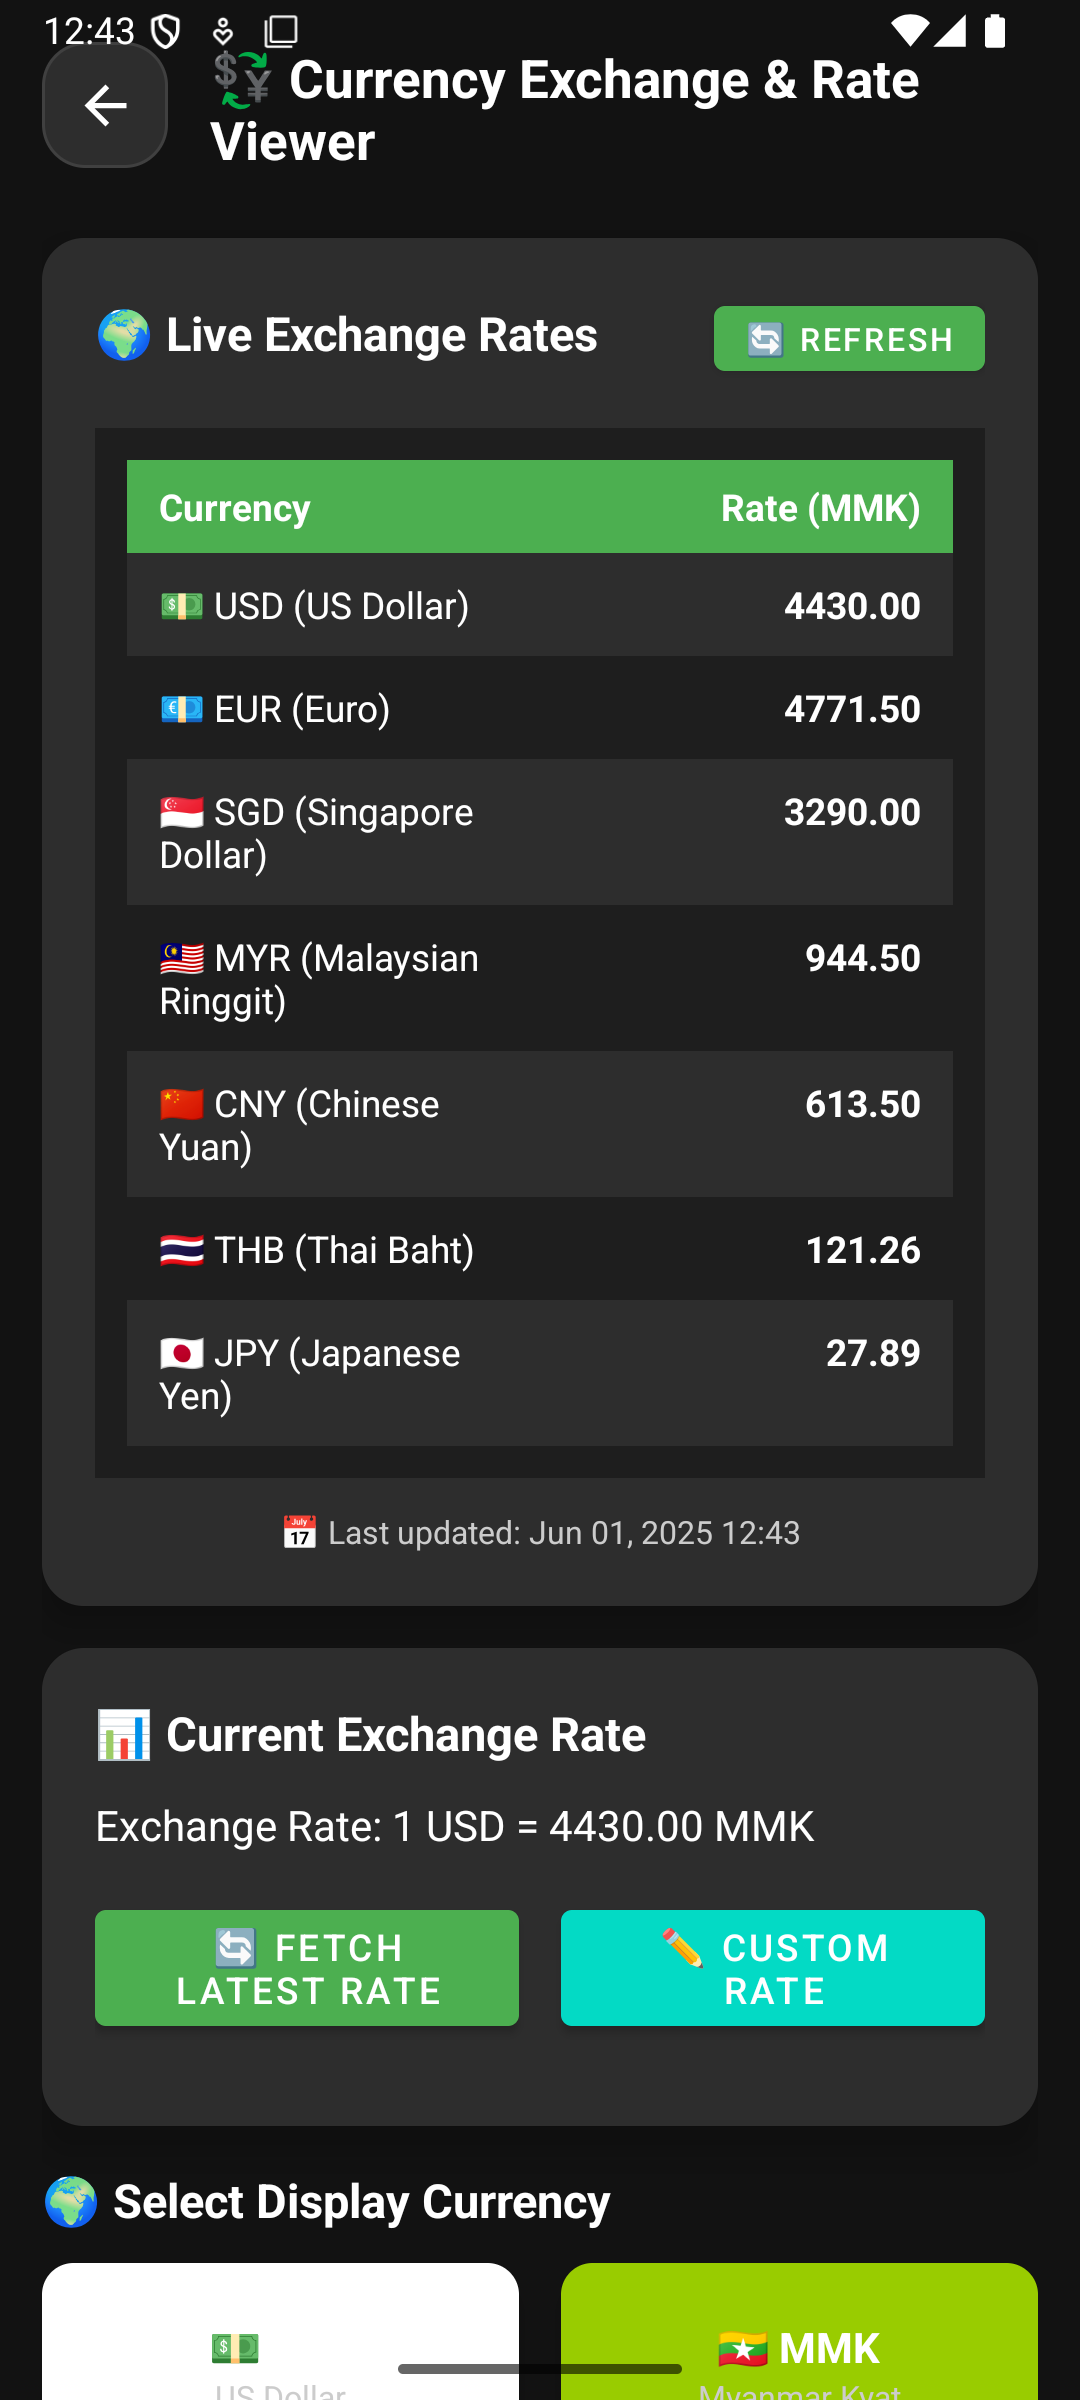 12:43
Currency Exchange & Rate
Viewer
Live Exchange Rates
REFRESH
Currency Rate (MMK)
USD (US Dollar) 4430.00
EUR (Euro) 4771.50
SGD (Singapore 3290.00
Dollar)
MYR (Malaysian 944.50
Ringgit)
CNY (Chinese 613.50
Yuan)
THB (Thai Baht) 121.26
JPY (Japanese 27.89
Yen)
Last updated: Jun 01, 2025 12:43
Current Exchange Rate
Exchange Rate: 1 USD = 4430.00 MMK
FETCH
LATEST RATE
CUSTOM
RATE
Select Display Currency
MMK
US Dollar
Myanmar Kyat